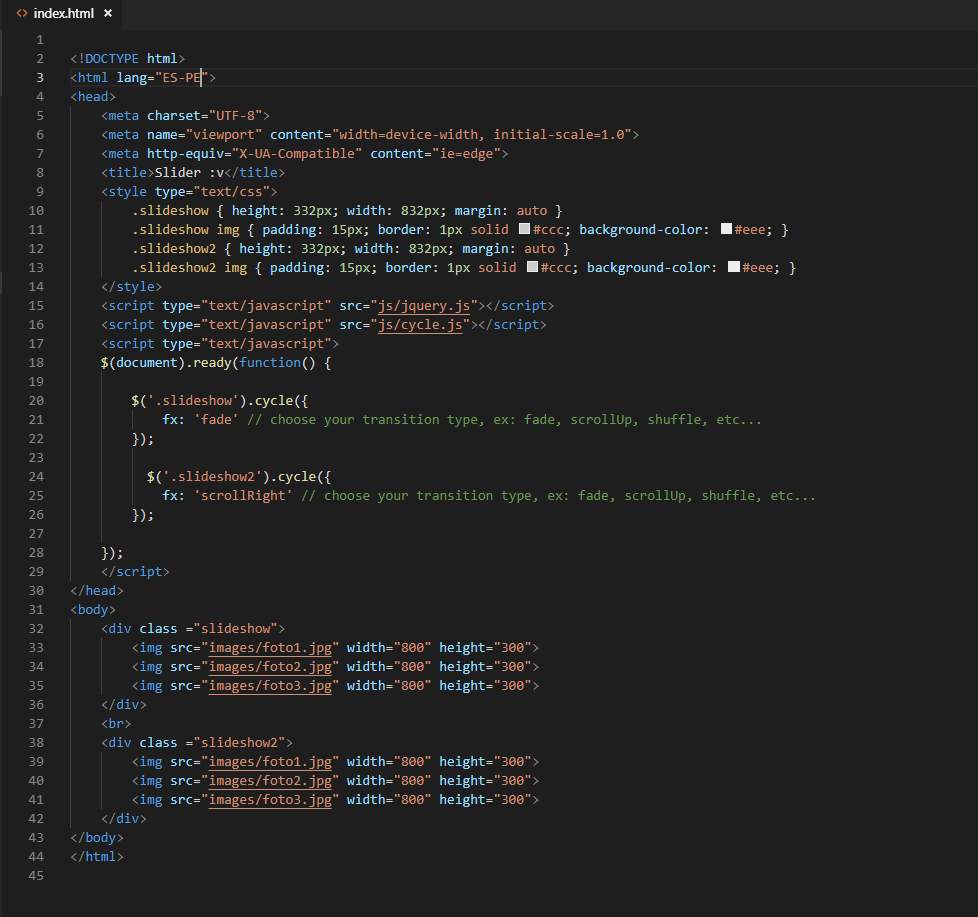 <> index.html ×
1
2 <!DOCTYPE html>
3 <html lang="ES-PE">
4 <head>
5     <meta charset="UTF-8">
6     <meta name="viewport" content="width=device-width, initial-scale=1.0">
7     <meta http-equiv="X-UA-Compatible" content="ie=edge">
8     <title>Slider :v</title>
9     <style type="text/css">
10         .slideshow { height: 332px; width: 832px; margin: auto }
11         .slideshow img { padding: 15px; border: 1px solid #ccc; background-color: #eee; }
12         .slideshow2 { height: 332px; width: 832px; margin: auto }
13         .slideshow2 img { padding: 15px; border: 1px solid #ccc; background-color: #eee; }
14     </style>
15     <script type="text/javascript" src="js/jquery.js"></script>
16     <script type="text/javascript" src="js/cycle.js"></script>
17     <script type="text/javascript">
18     $(document).ready(function() {
19
20         $('.slideshow').cycle({
21             fx: 'fade' // choose your transition type, ex: fade, scrollUp, shuffle, etc...
22         });
23
24           $('.slideshow2').cycle({
25             fx: 'scrollRight' // choose your transition type, ex: fade, scrollUp, shuffle, etc...
26         });
27
28     });
29     </script>
30 </head>
31 <body>
32     <div class ="slideshow">
33         <img src="images/foto1.jpg" width="800" height="300">
34         <img src="images/foto2.jpg" width="800" height="300">
35         <img src="images/foto3.jpg" width="800" height="300">
36     </div>
37     <br>
38     <div class ="slideshow2">
39         <img src="images/foto1.jpg" width="800" height="300">
40         <img src="images/foto2.jpg" width="800" height="300">
41         <img src="images/foto3.jpg" width="800" height="300">
42     </div>
43 </body>
44 </html>
45